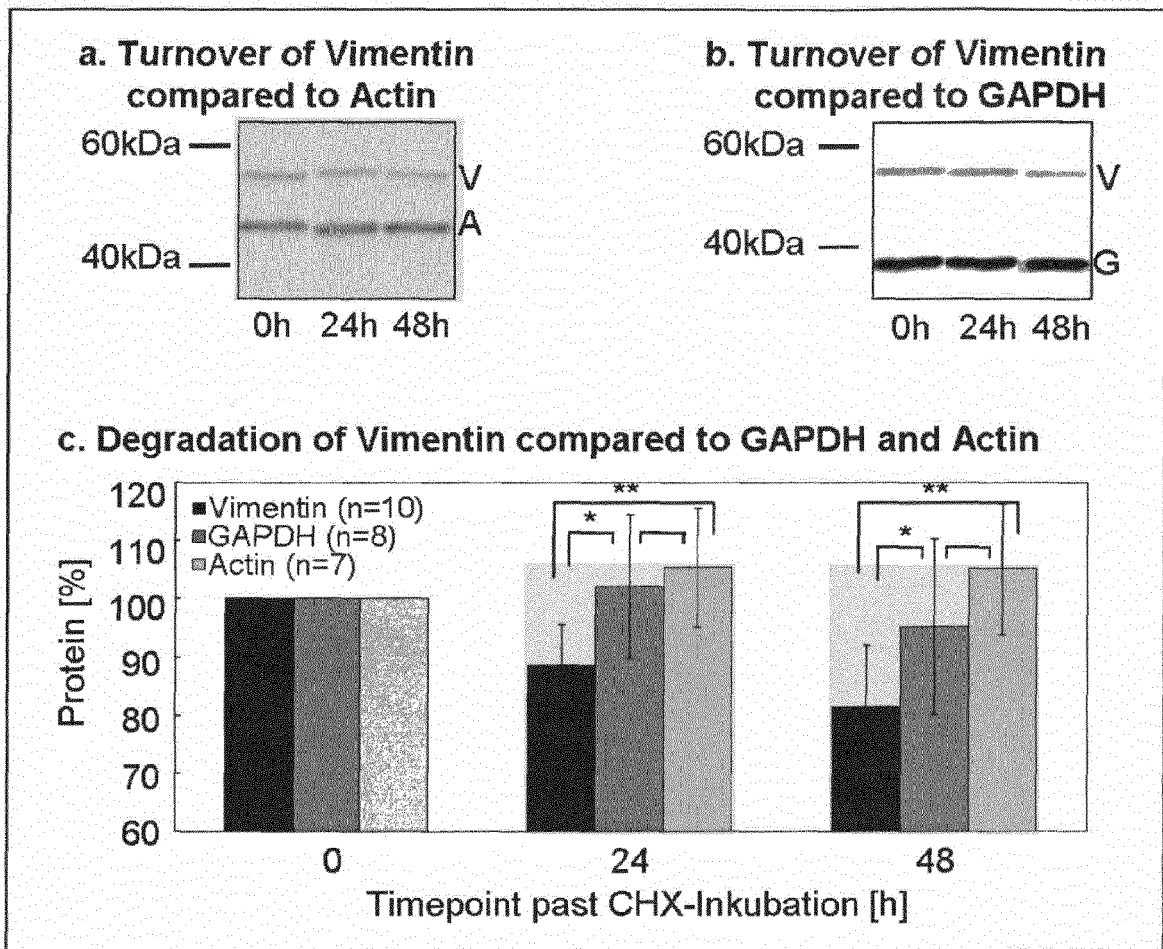 a. Turnover of Vimentin
compared to Actin
60kDa
V
A
40kDa
0h 24h 48h
b. Turnover of Vimentin
compared to GAPDH
60kDa
V
40kDa
G
0h 24h 48h
c. Degradation of Vimentin compared to GAPDH and Actin
Protein [%]
120
110
100
90
80
70
60
Vimentin (n=10)
GAPDH (n=8)
Actin (n=7)
**
*
**
*
0 24 48
Timepoint past CHX-Inkubation [h]